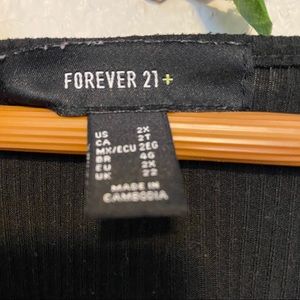 FOREVER 21+
US 2X
CA 2T
MX/ECU 2EG
BR 4G
EU 2X
UK 22
MADE IN
CAMBODIA